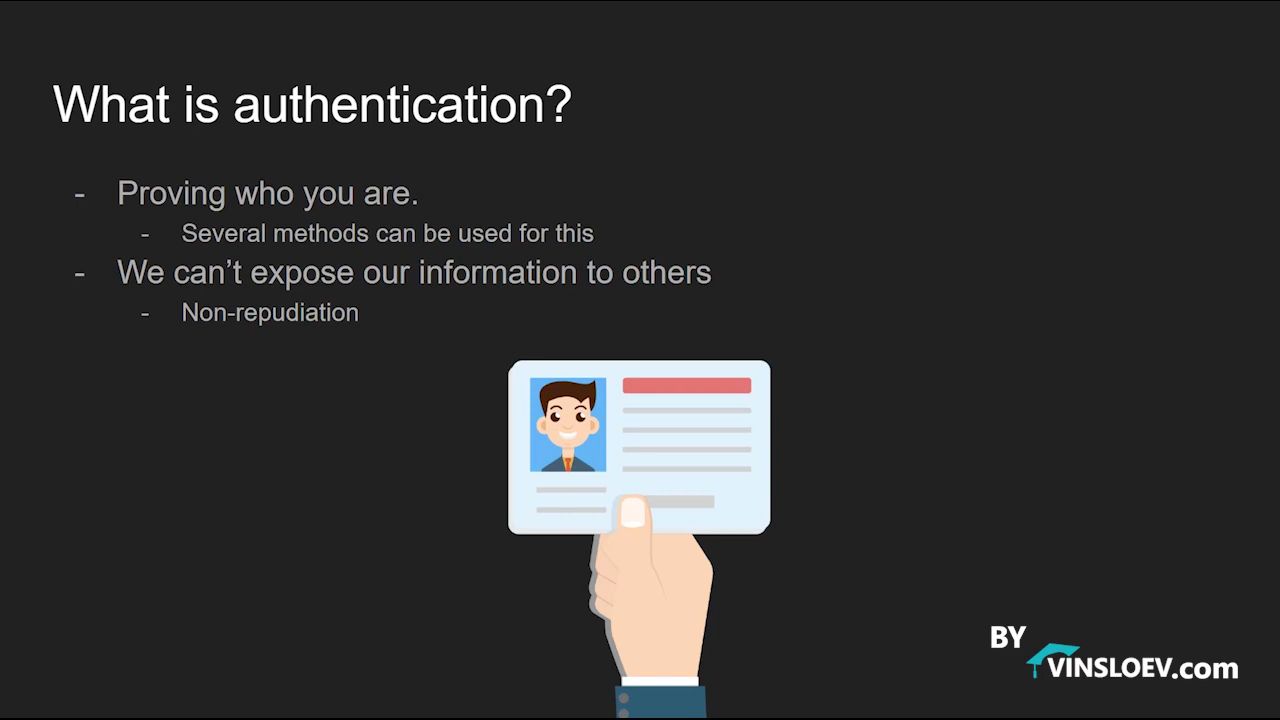 What is authentication?
- Proving who you are.
- Several methods can be used for this
- We can’t expose our information to others
- Non-repudiation
BY
VINSLOEV.com